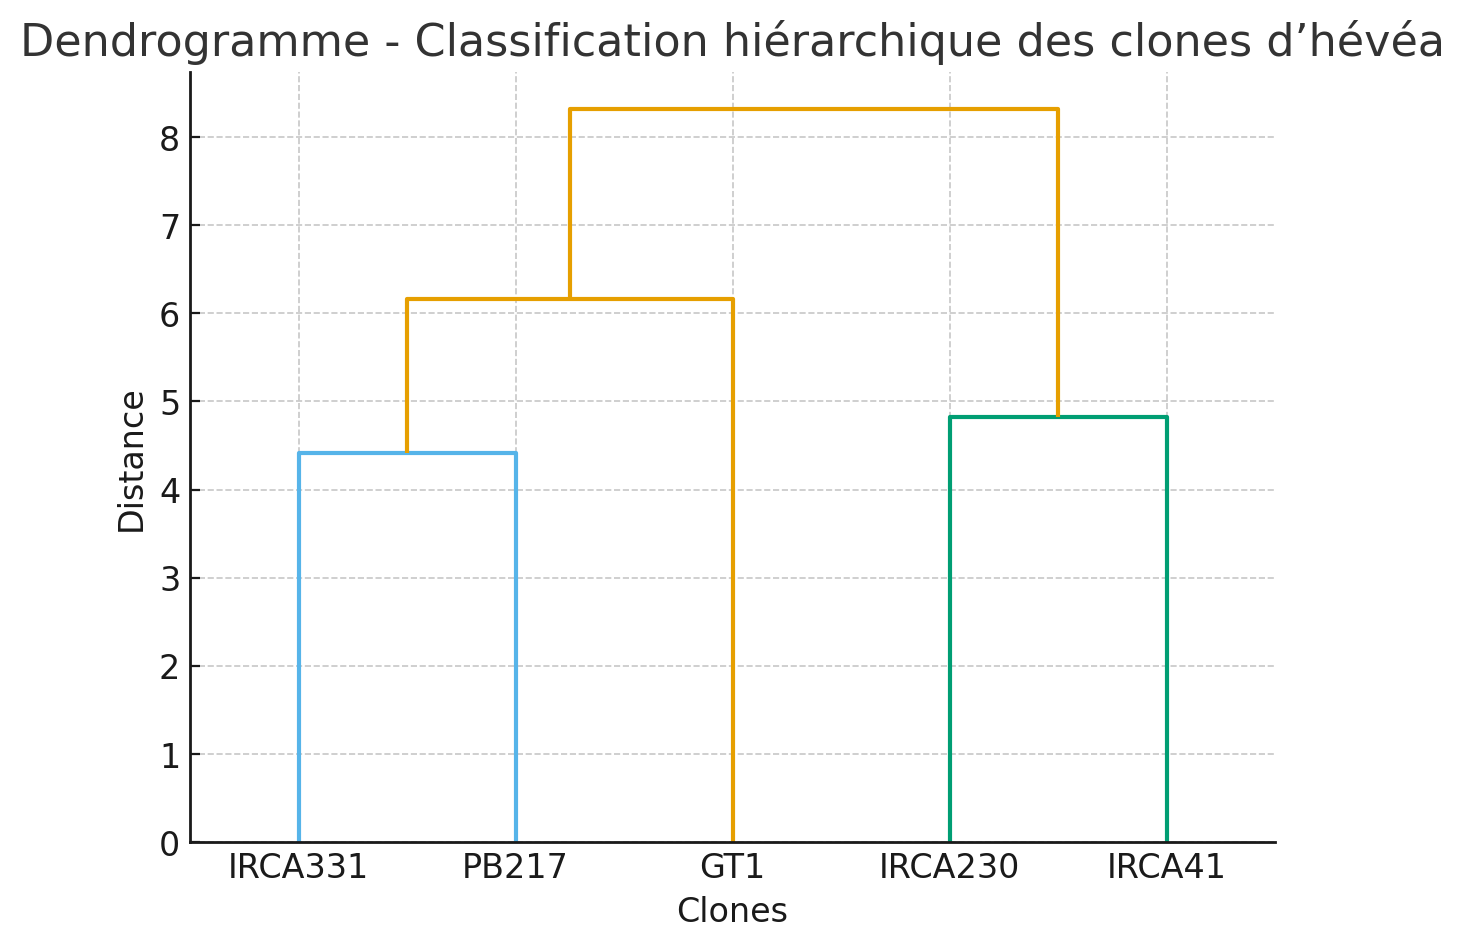 Dendrogramme - Classification hiérarchique des clones d’hévéa
8
7
6
5
4
3
2
1
0
Distance
IRCA331 PB217 GT1 IRCA230 IRCA41
Clones